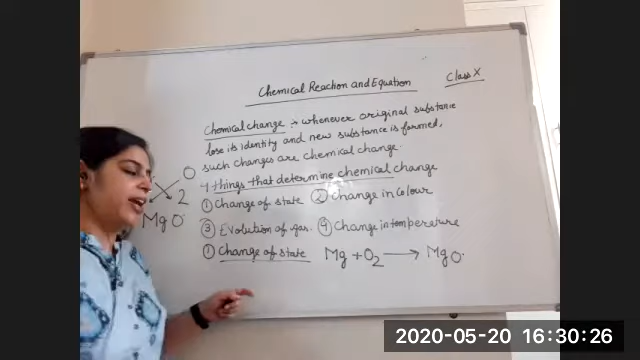 Chemical Reaction and Equation
Class X
Chemical change is whenever original substance
lose its identity and new substance is formed,
such changes are chemical change.
4 things that determine chemical change
① Change of state ② Change in Colour
③ Evolution of gas. ④ Change in temperature
① Change of state Mg + O2 → MgO
O
2
MgO
2020-05-20 16:30:26